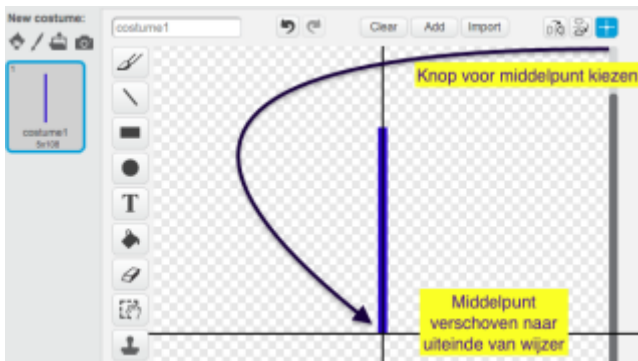 New costume:
costume1
Clear
Add
Import
1
costume1
5x108
T
Knop voor middelpunt kiezen
Middelpunt
verschoven naar
uiteinde van wijzer